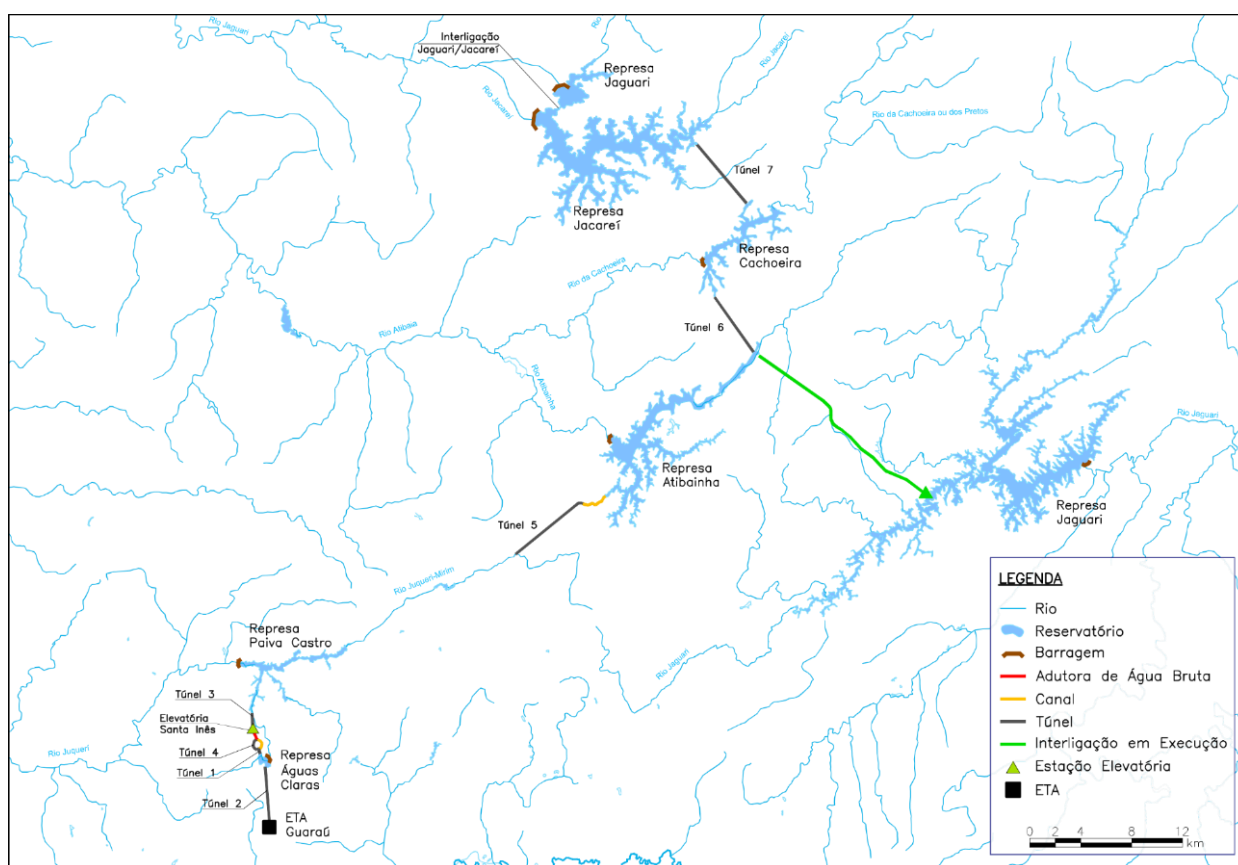 Rio Jaguari
Interligação
Jaguari/Jacareí
Represa
Jaguari
Rio Jacareí
Rio Jacareí
Rio da Cachoeira ou dos Pretos
Túnel 7
Represa
Jacareí
Represa
Cachoeira
Rio da Cachoeira
Túnel 6
Rio Atibaia
Rio Atibainha
Rio Jaguari
Represa
Atibainha
Represa
Jaguari
Túnel 5
Rio Juqueri-Mirim
Represa
Paiva Castro
Rio Jaguari
Túnel 3
Elevatória
Santa Inês
Rio Juqueri
Túnel 4
Túnel 1
Represa
Águas
Claras
Túnel 2
ETA
Guaraú
LEGENDA
Rio
Reservatório
Barragem
Adutora de Água Bruta
Canal
Túnel
Interligação em Execução
Estação Elevatória
ETA
0 2 4 8 12
km